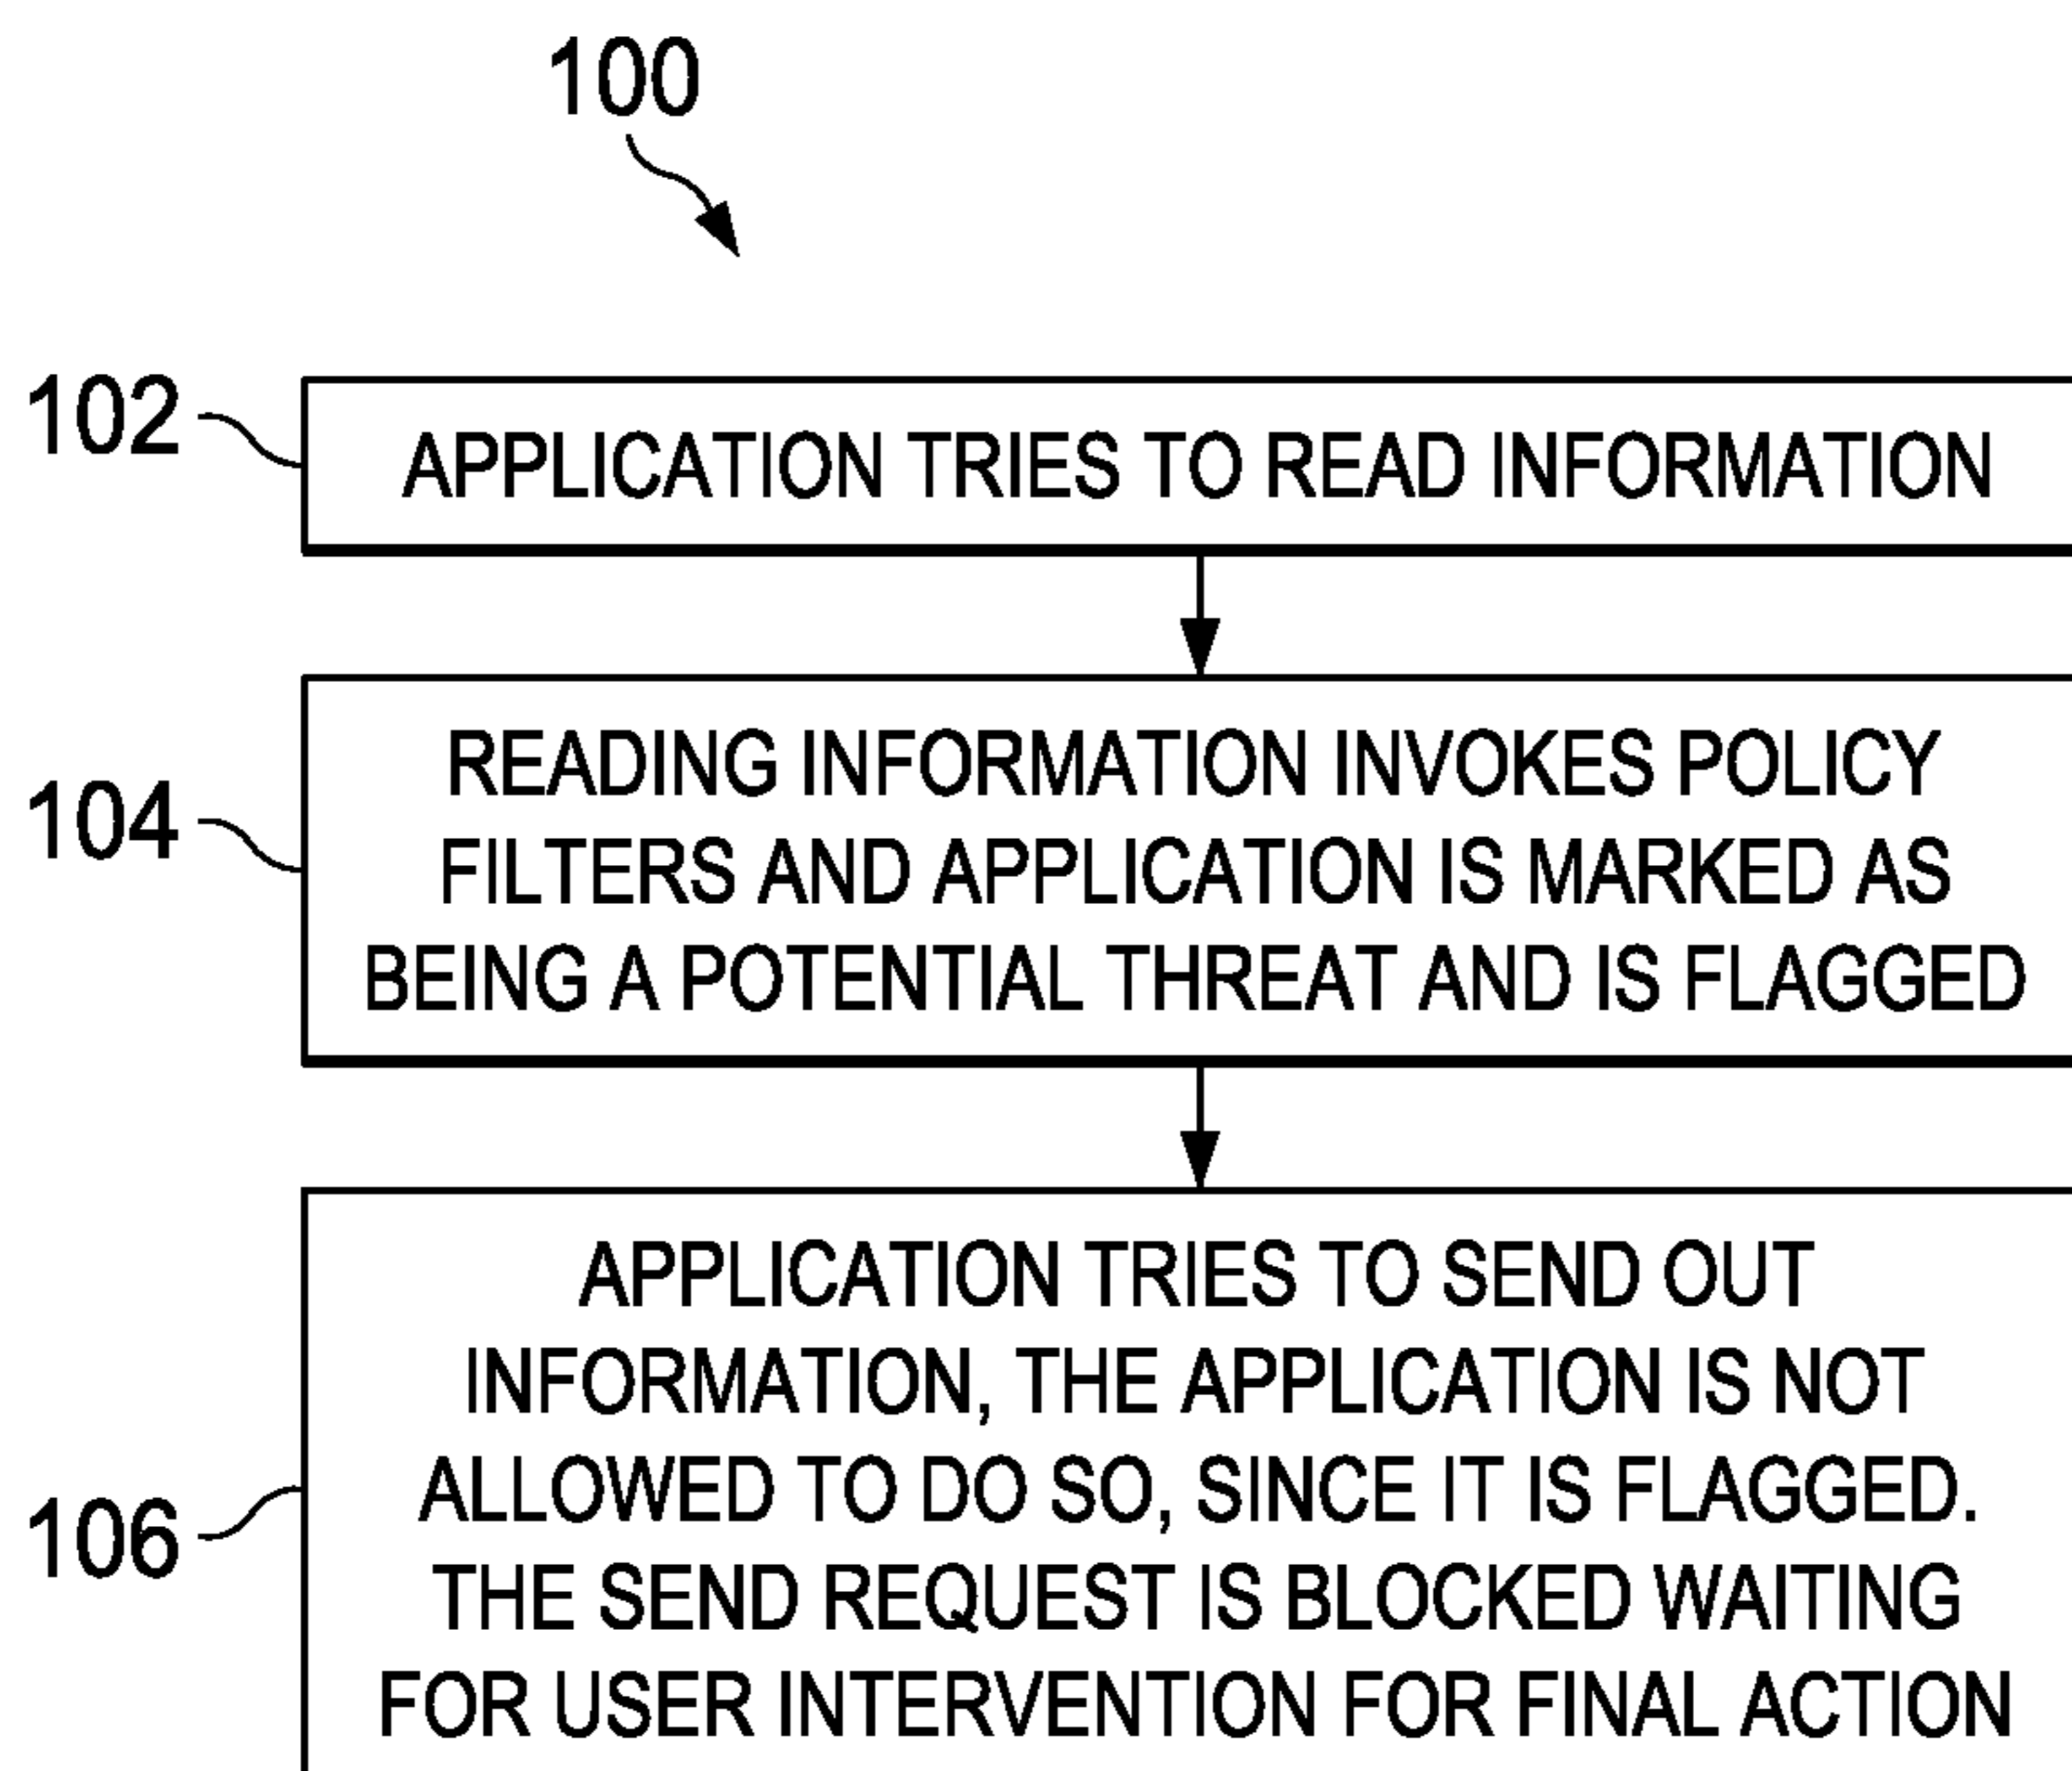 100
102
APPLICATION TRIES TO READ INFORMATION
104
READING INFORMATION INVOKES POLICY
FILTERS AND APPLICATION IS MARKED AS
BEING A POTENTIAL THREAT AND IS FLAGGED
106
APPLICATION TRIES TO SEND OUT
INFORMATION, THE APPLICATION IS NOT
ALLOWED TO DO SO, SINCE IT IS FLAGGED.
THE SEND REQUEST IS BLOCKED WAITING
FOR USER INTERVENTION FOR FINAL ACTION